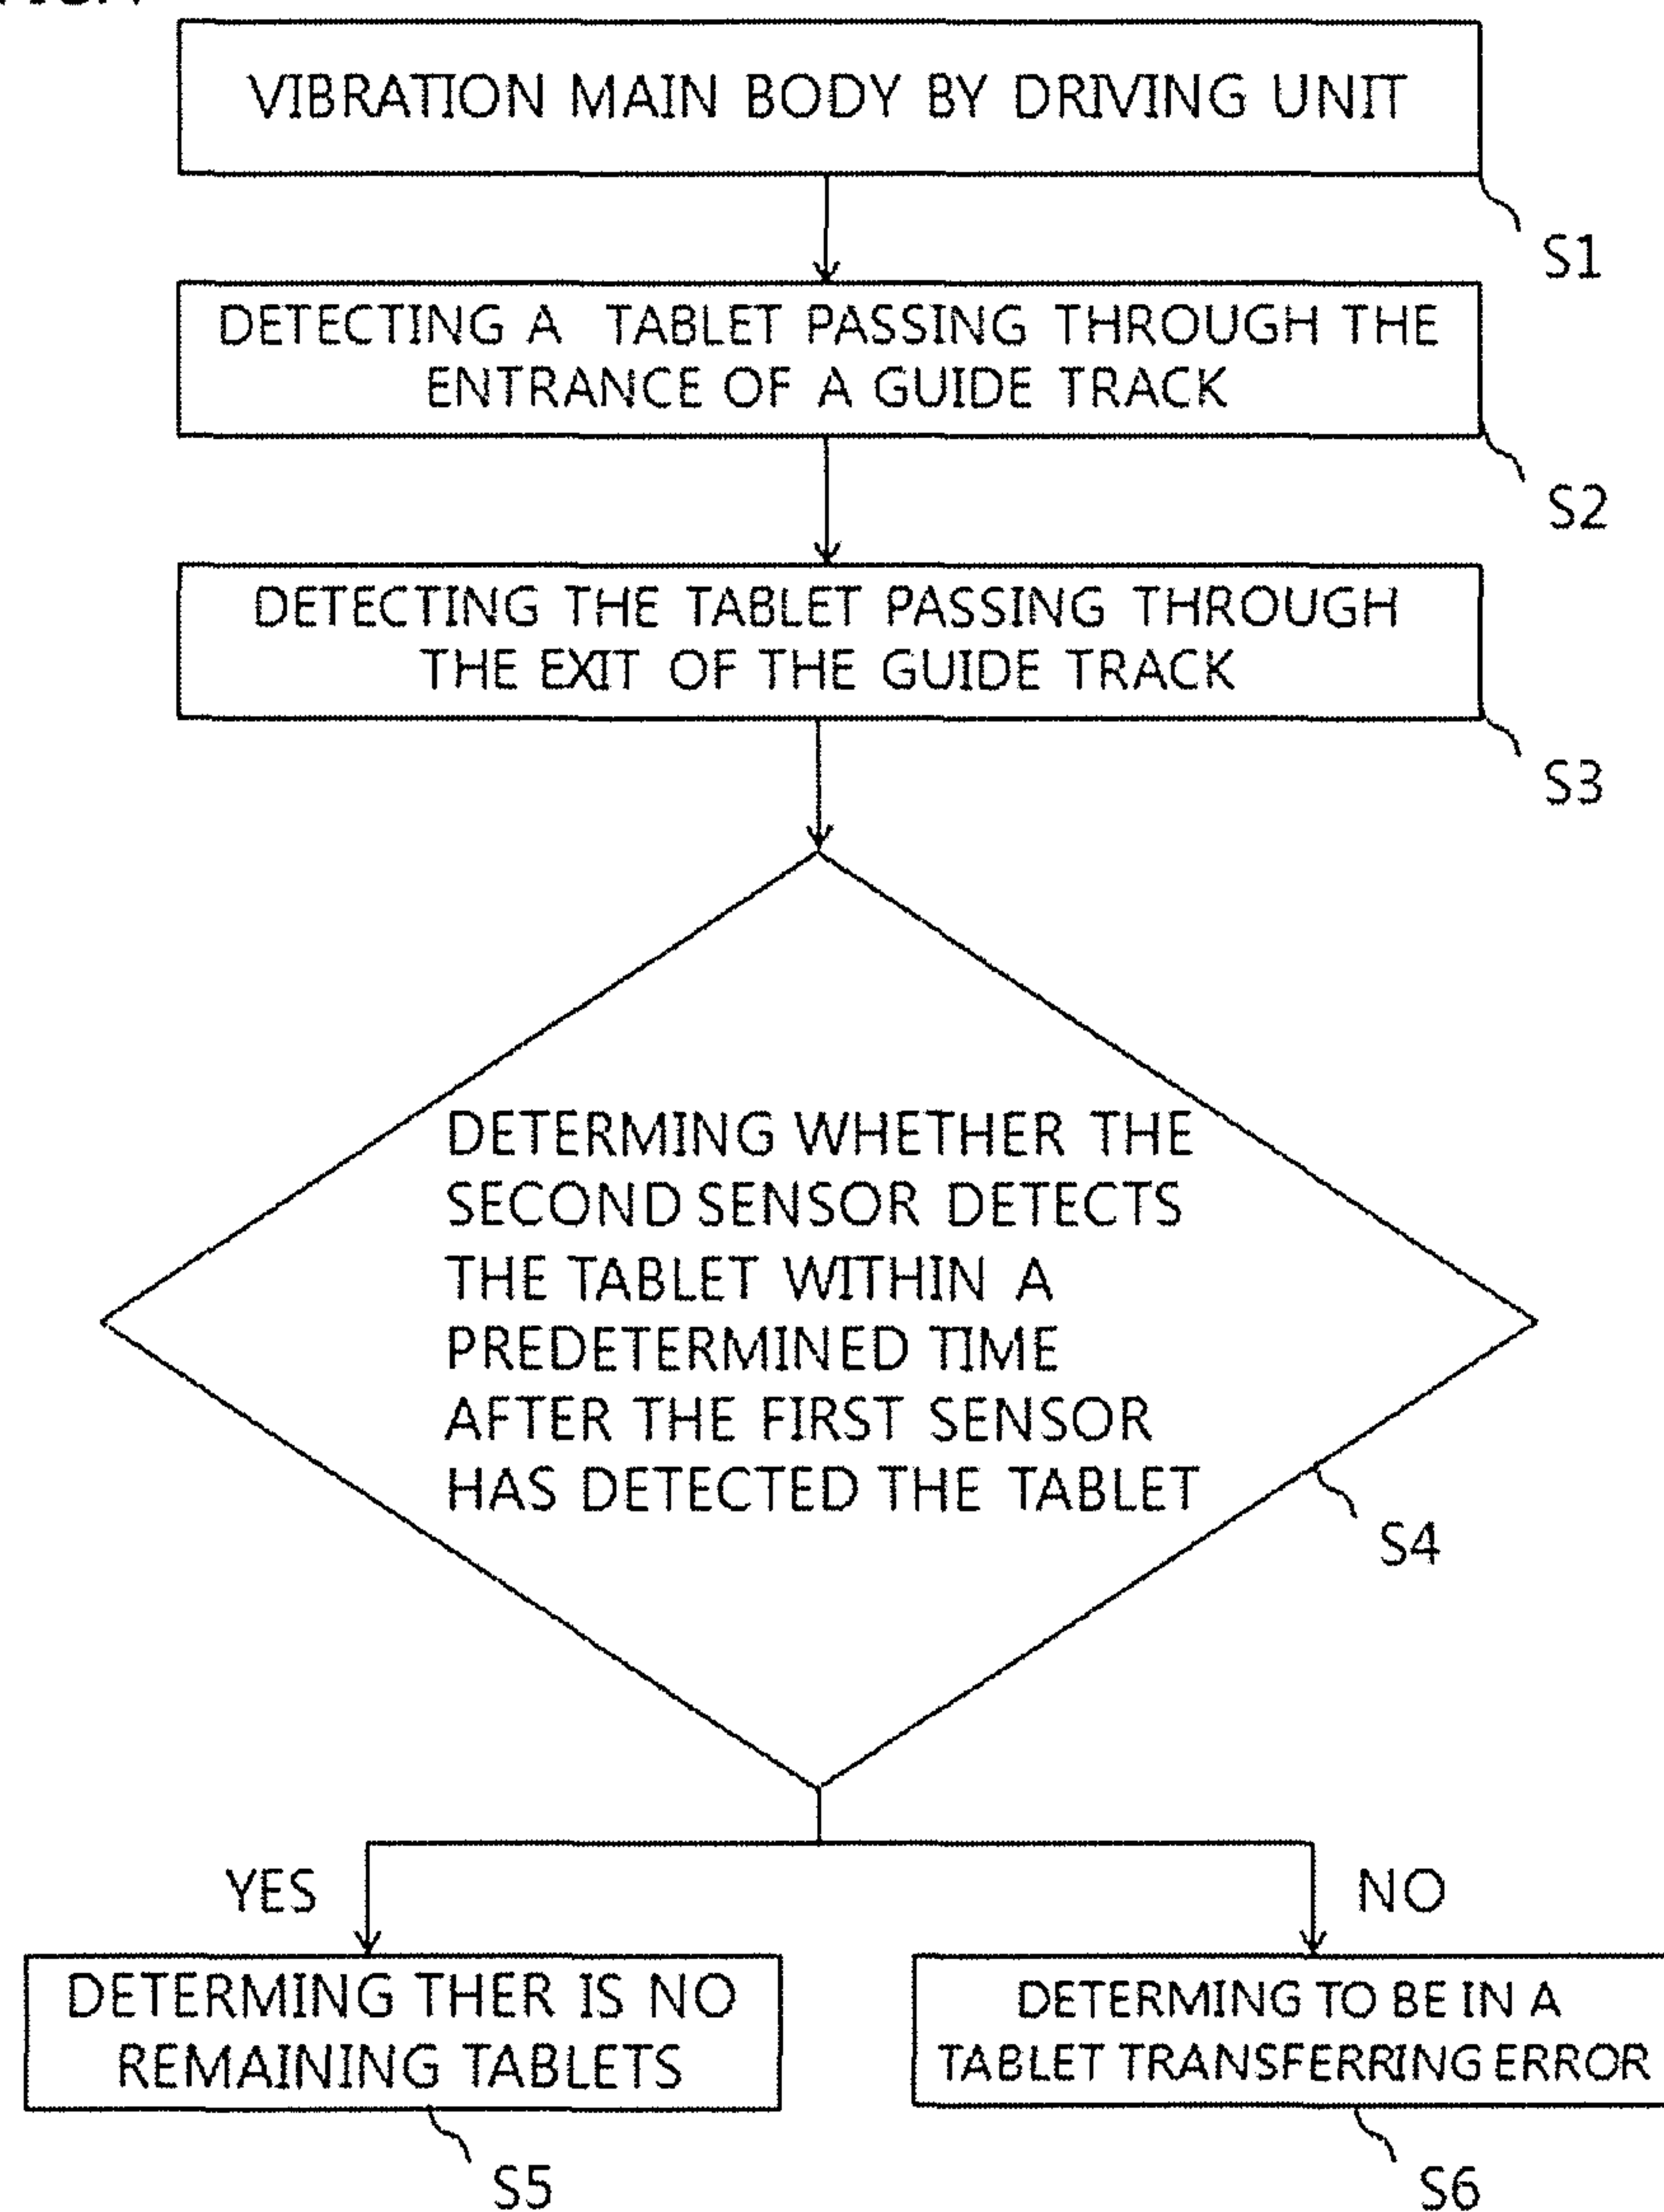 VIBRATION MAIN BODY BY DRIVING UNIT
S1
DETECTING A TABLET PASSING THROUGH THE
ENTRANCE OF A GUIDE TRACK
S2
DETECTING THE TABLET PASSING THROUGH
THE EXIT OF THE GUIDE TRACK
S3
DETERMING WHETHER THE
SECOND SENSOR DETECTS
THE TABLET WITHIN A
PREDETERMINED TIME
AFTER THE FIRST SENSOR
HAS DETECTED THE TABLET
S4
YES
NO
DETERMING THER IS NO
REMAINING TABLETS
S5
DETERMING TO BE IN A
TABLET TRANSFERRING ERROR
S6